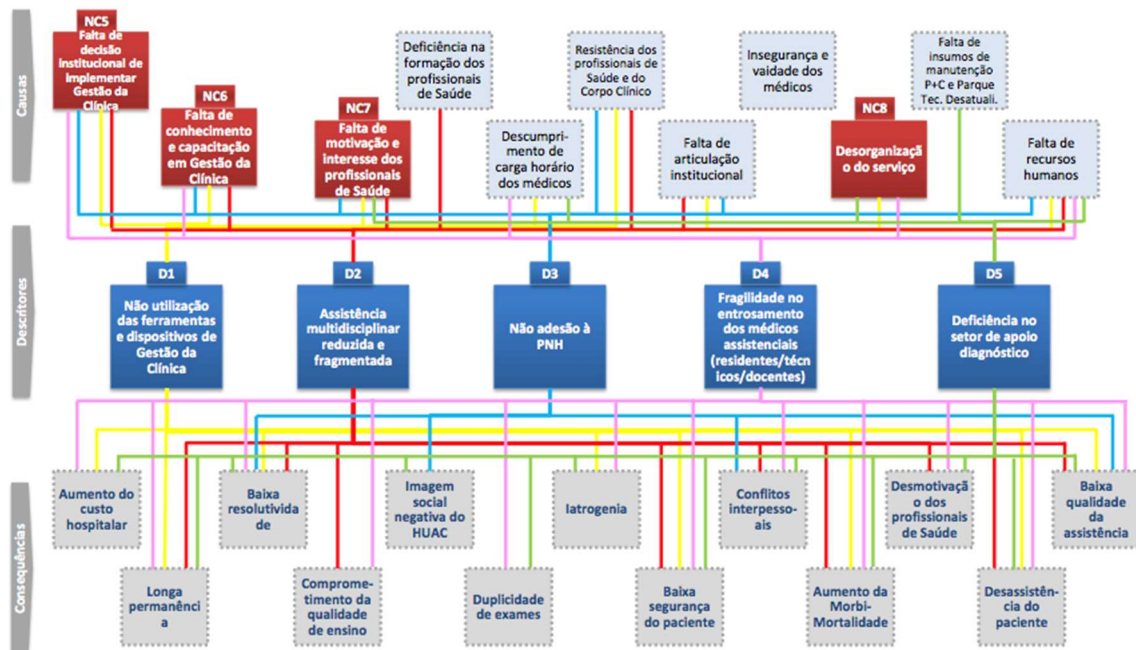 Causas
NC5
Falta de
decisão
institucional de
implementar
Gestão da
Clínica
NC6
Falta de
conhecimento
e capacitação
em Gestão da
Clínica
NC7
Falta de
motivação e
interesse dos
profissionais
de Saúde
Deficiência na
formação dos
profissionais
de Saúde
Descumpri-
mento de
carga horário
dos médicos
Resistência dos
profissionais de
Saúde e do
Corpo Clínico
Falta de
articulação
institucional
Insegurança e
vaidade dos
médicos
NC8
Desorganizaçã
o do serviço
Falta de
insumos de
manutenção
P+C e Parque
Tec. Desatuali.
Falta de
recursos
humanos
Descritores
D1
Não utilização
das ferramentas
e dispositivos de
Gestão da
Clínica
D2
Assistência
multidisciplinar
reduzida e
fragmentada
D3
Não adesão à
PNH
D4
Fragilidade no
entrosamento
dos médicos
assistenciais
(residentes/técn
icos/docentes)
D5
Deficiência no
setor de apoio
diagnóstico
Consequências
Aumento do
custo
hospitalar
Longa
permanênci
a
Baixa
resolutivida
de
Comprome-
timento da
qualidade
de ensino
Imagem
social
negativa do
HUAC
Duplicidade
de exames
Iatrogenia
Baixa
segurança
do paciente
Conflitos
interpesso-
ais
Aumento da
Morbi-
Mortalidade
Desmotivaçã
o dos
profissionais
de Saúde
Desassistên-
cia do
paciente
Baixa
qualidade
da
assistência